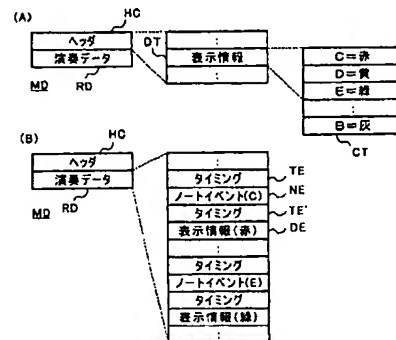 (A)
HC
ヘッダ
演奏データ
MD
RD
DT
⋮
表示情報
⋮
C=赤
D=黄
E=緑
⋮
B=灰
CT
(B)
HC
ヘッダ
演奏データ
MD
RD
⋮
タイミング
TE
ノートイベント(C)
NE
タイミング
TE'
表示情報(赤)
DE
⋮
タイミング
ノートイベント(E)
タイミング
表示情報(緑)
⋮